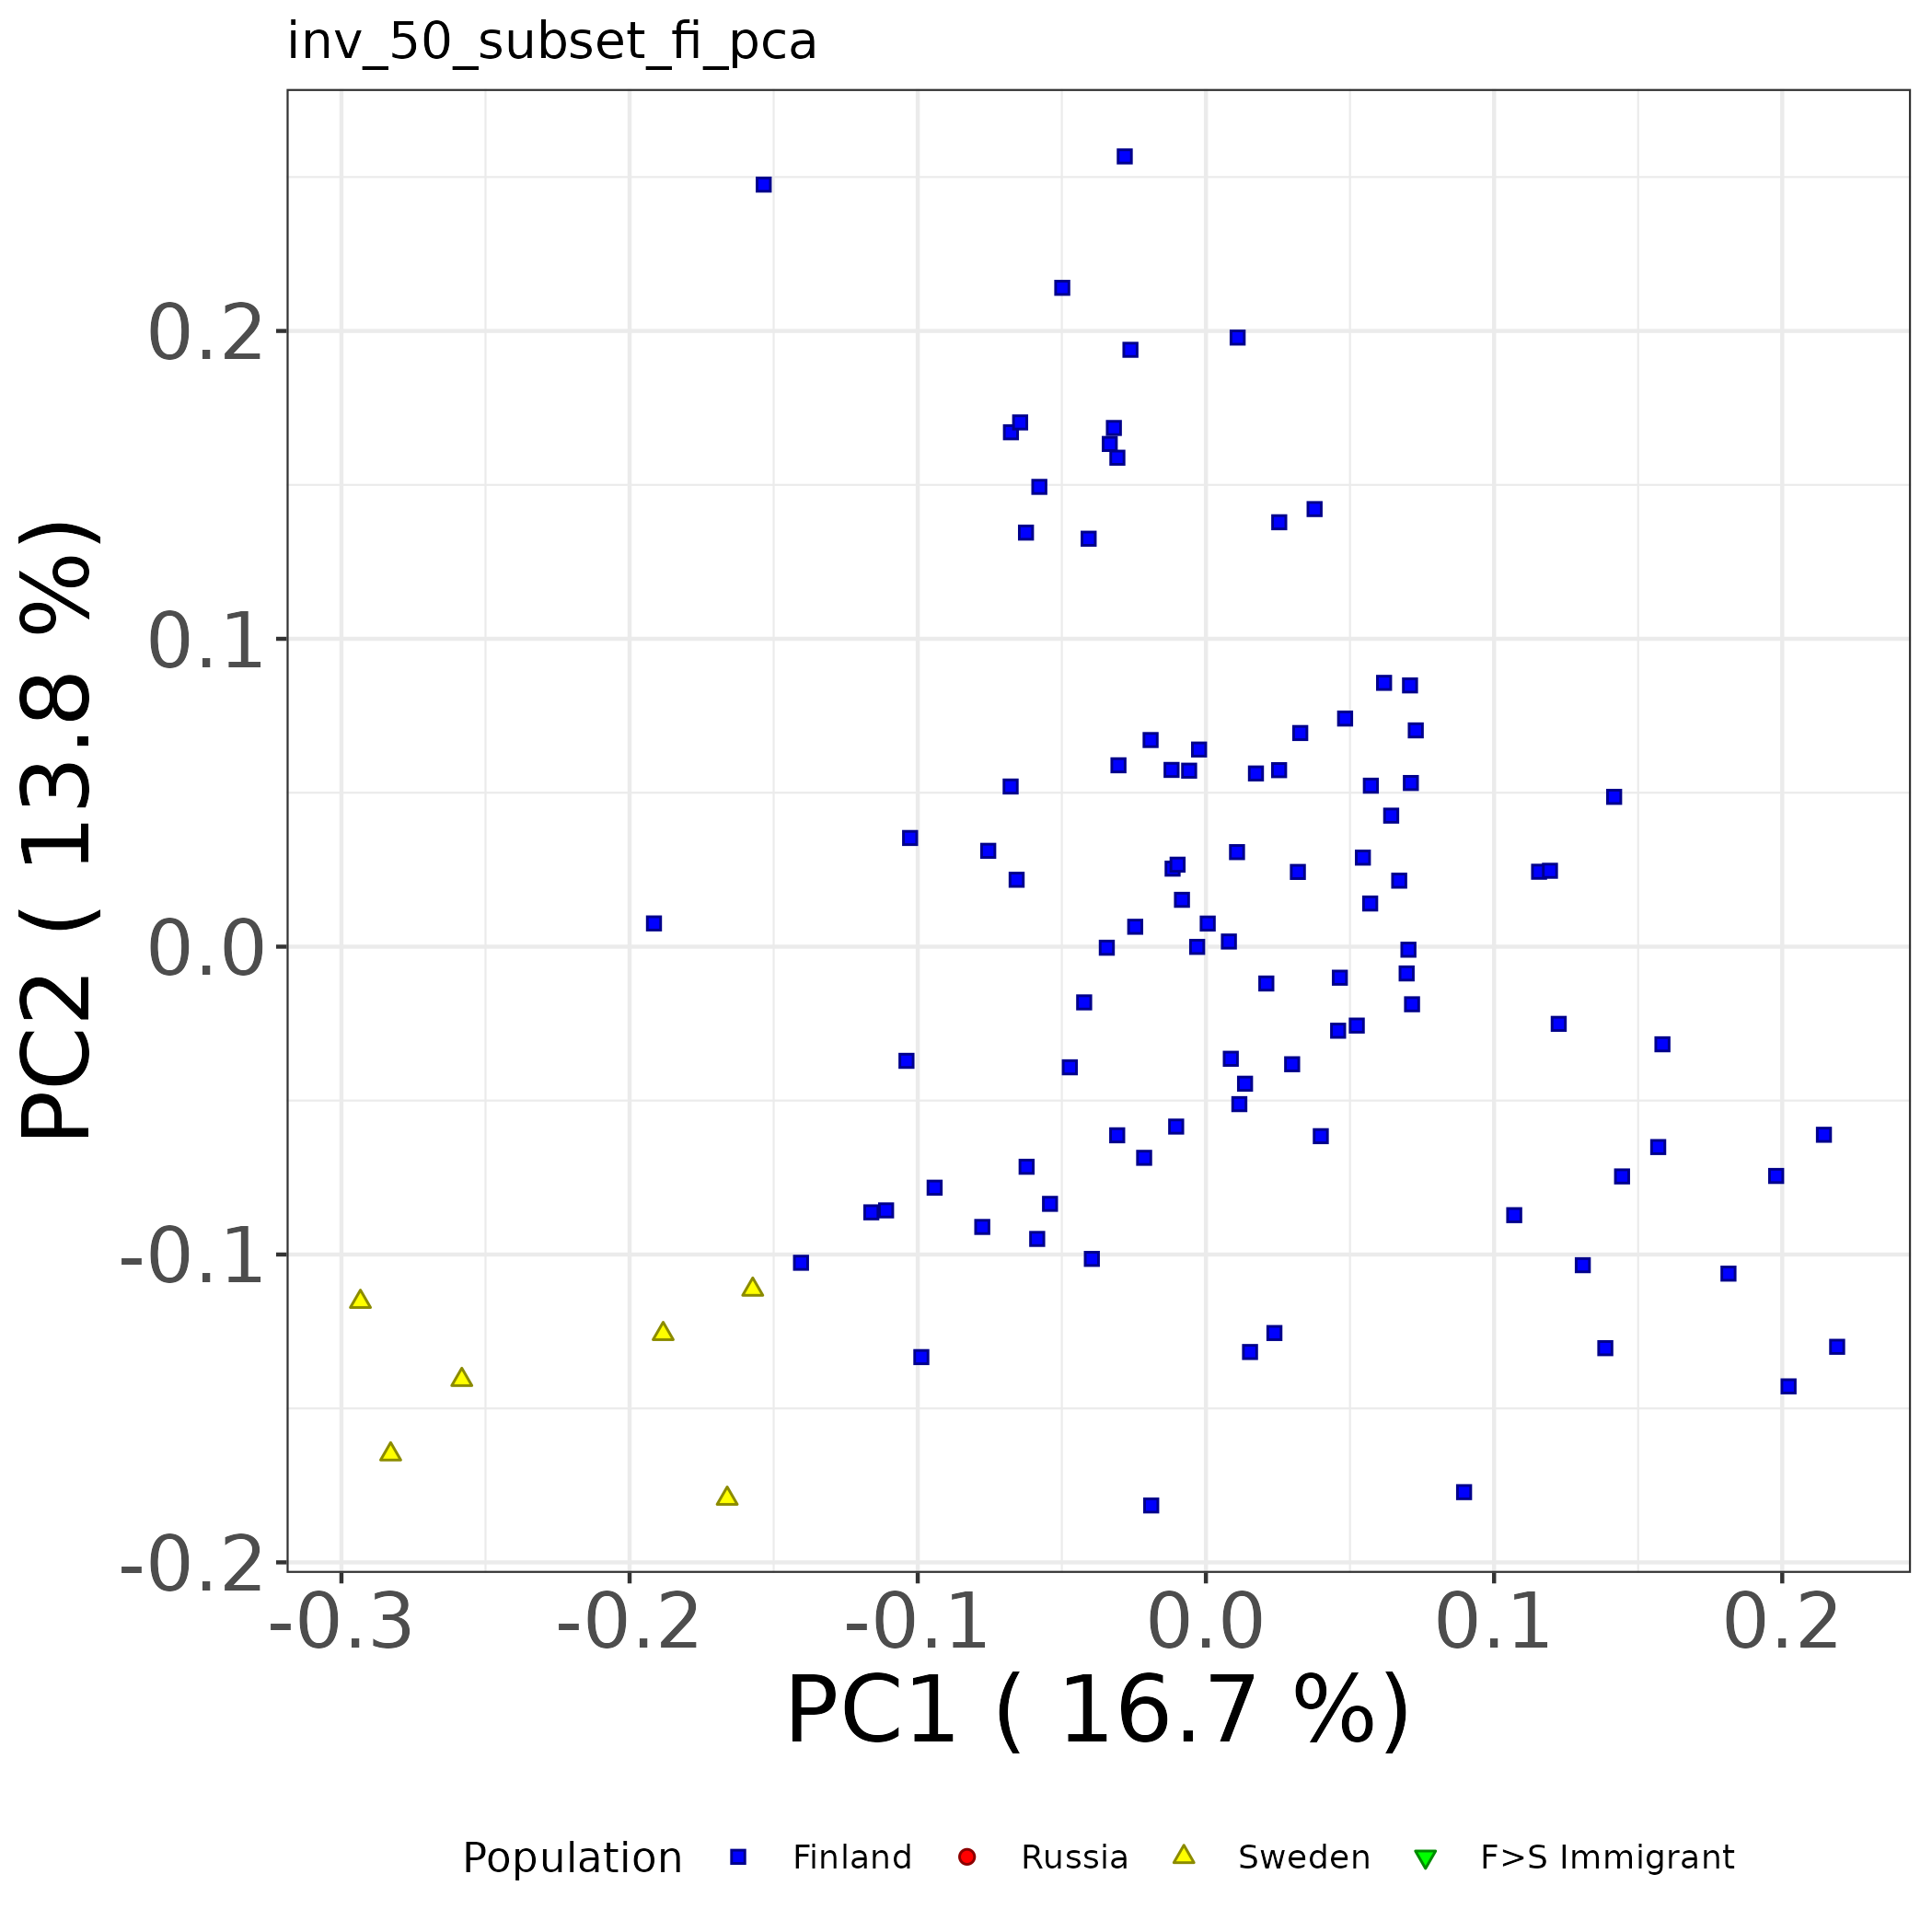 inv_50_subset_fi_pca
PC2 ( 13.8 %)
0.2
0.1
0.0
-0.1
-0.2
-0.3 -0.2 -0.1 0.0 0.1 0.2
PC1 ( 16.7 %)
Population Finland Russia Sweden F>S Immigrant